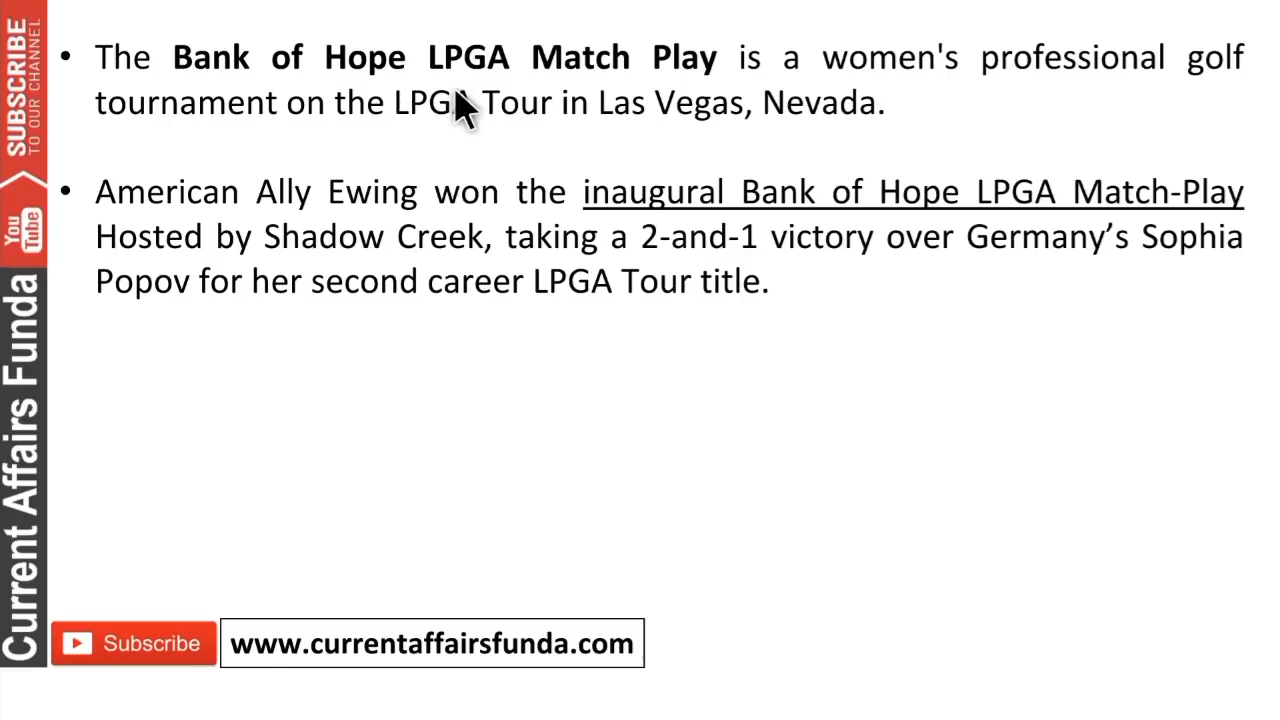 • The Bank of Hope LPGA Match Play is a women's professional golf
tournament on the LPGA Tour in Las Vegas, Nevada.
• American Ally Ewing won the inaugural Bank of Hope LPGA Match-Play
Hosted by Shadow Creek, taking a 2-and-1 victory over Germany’s Sophia
Popov for her second career LPGA Tour title.
SUBSCRIBE
TO OUR CHANNEL
You
Tube
Current Affairs Funda
Subscribe
www.currentaffairsfunda.com